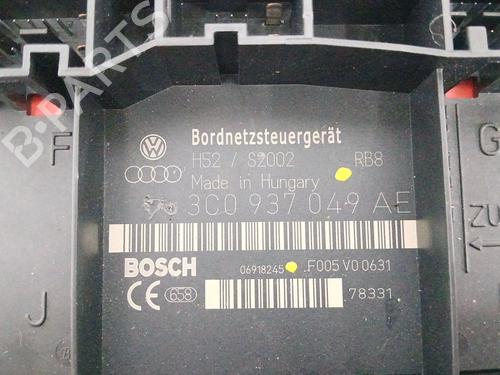 B-PARTS
Bordnetzsteuergerät
H52 / S2002 RB8
Made in Hungary
3C0 937 049 AE
BOSCH
06918245 F005 V0 0631
CE 658
78331
F
G
J
ZU